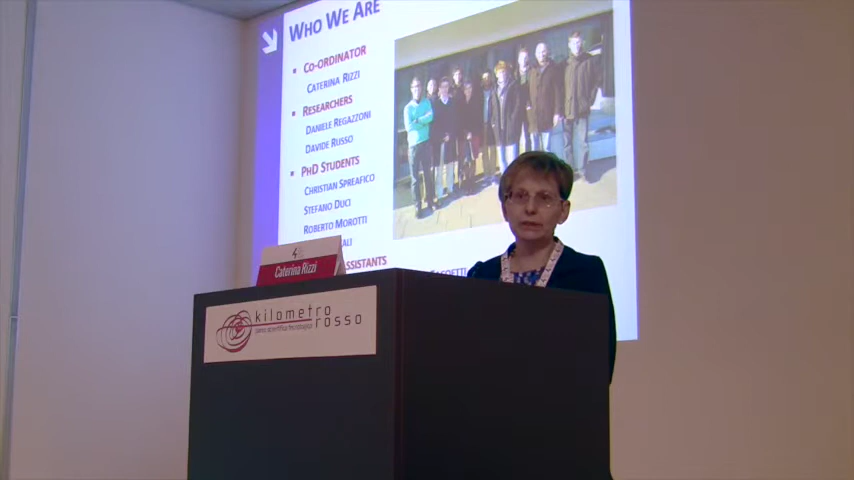 WHO WE ARE
CO-ORDINATOR
CATERINA RIZZI
RESEARCHERS
DANIELE REGAZZONI
DAVIDE RUSSO
PHD STUDENTS
CHRISTIAN SPREAFICO
STEFANO DUCI
ROBERTO MOROTTI
Caterina Rizzi
kilometro
rosso